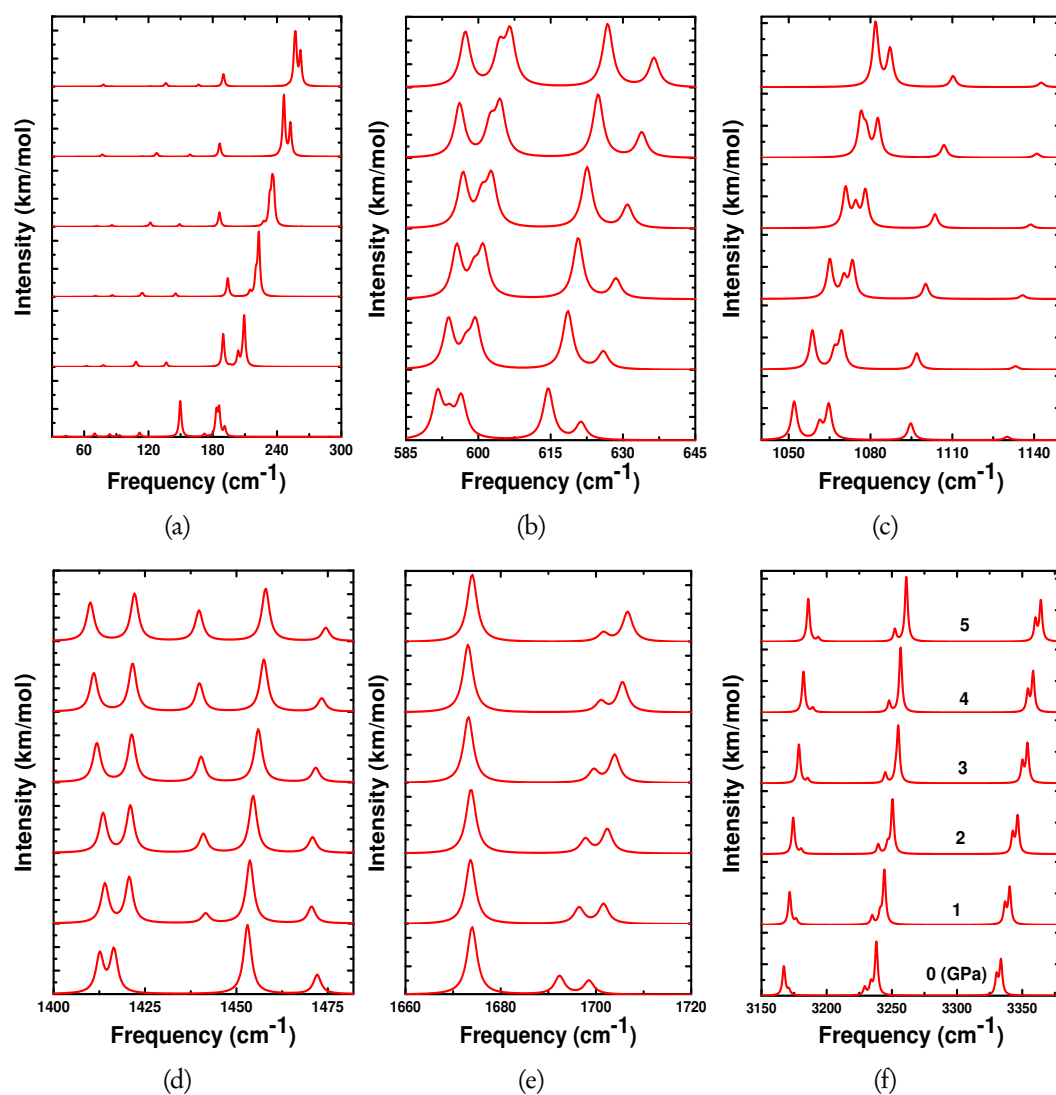 Intensity (km/mol)
30 60 120 180 240 300
Frequency (cm-1)
(a)
Intensity (km/mol)
585 600 615 630 645
Frequency (cm-1)
(b)
Intensity (km/mol)
1050 1080 1110 1140
Frequency (cm-1)
(c)
Intensity (km/mol)
1400 1425 1450 1475
Frequency (cm-1)
(d)
Intensity (km/mol)
1660 1680 1700 1720
Frequency (cm-1)
(e)
Intensity (km/mol)
5
4
3
2
1
0 (GPa)
3150 3200 3250 3300 3350
Frequency (cm-1)
(f)